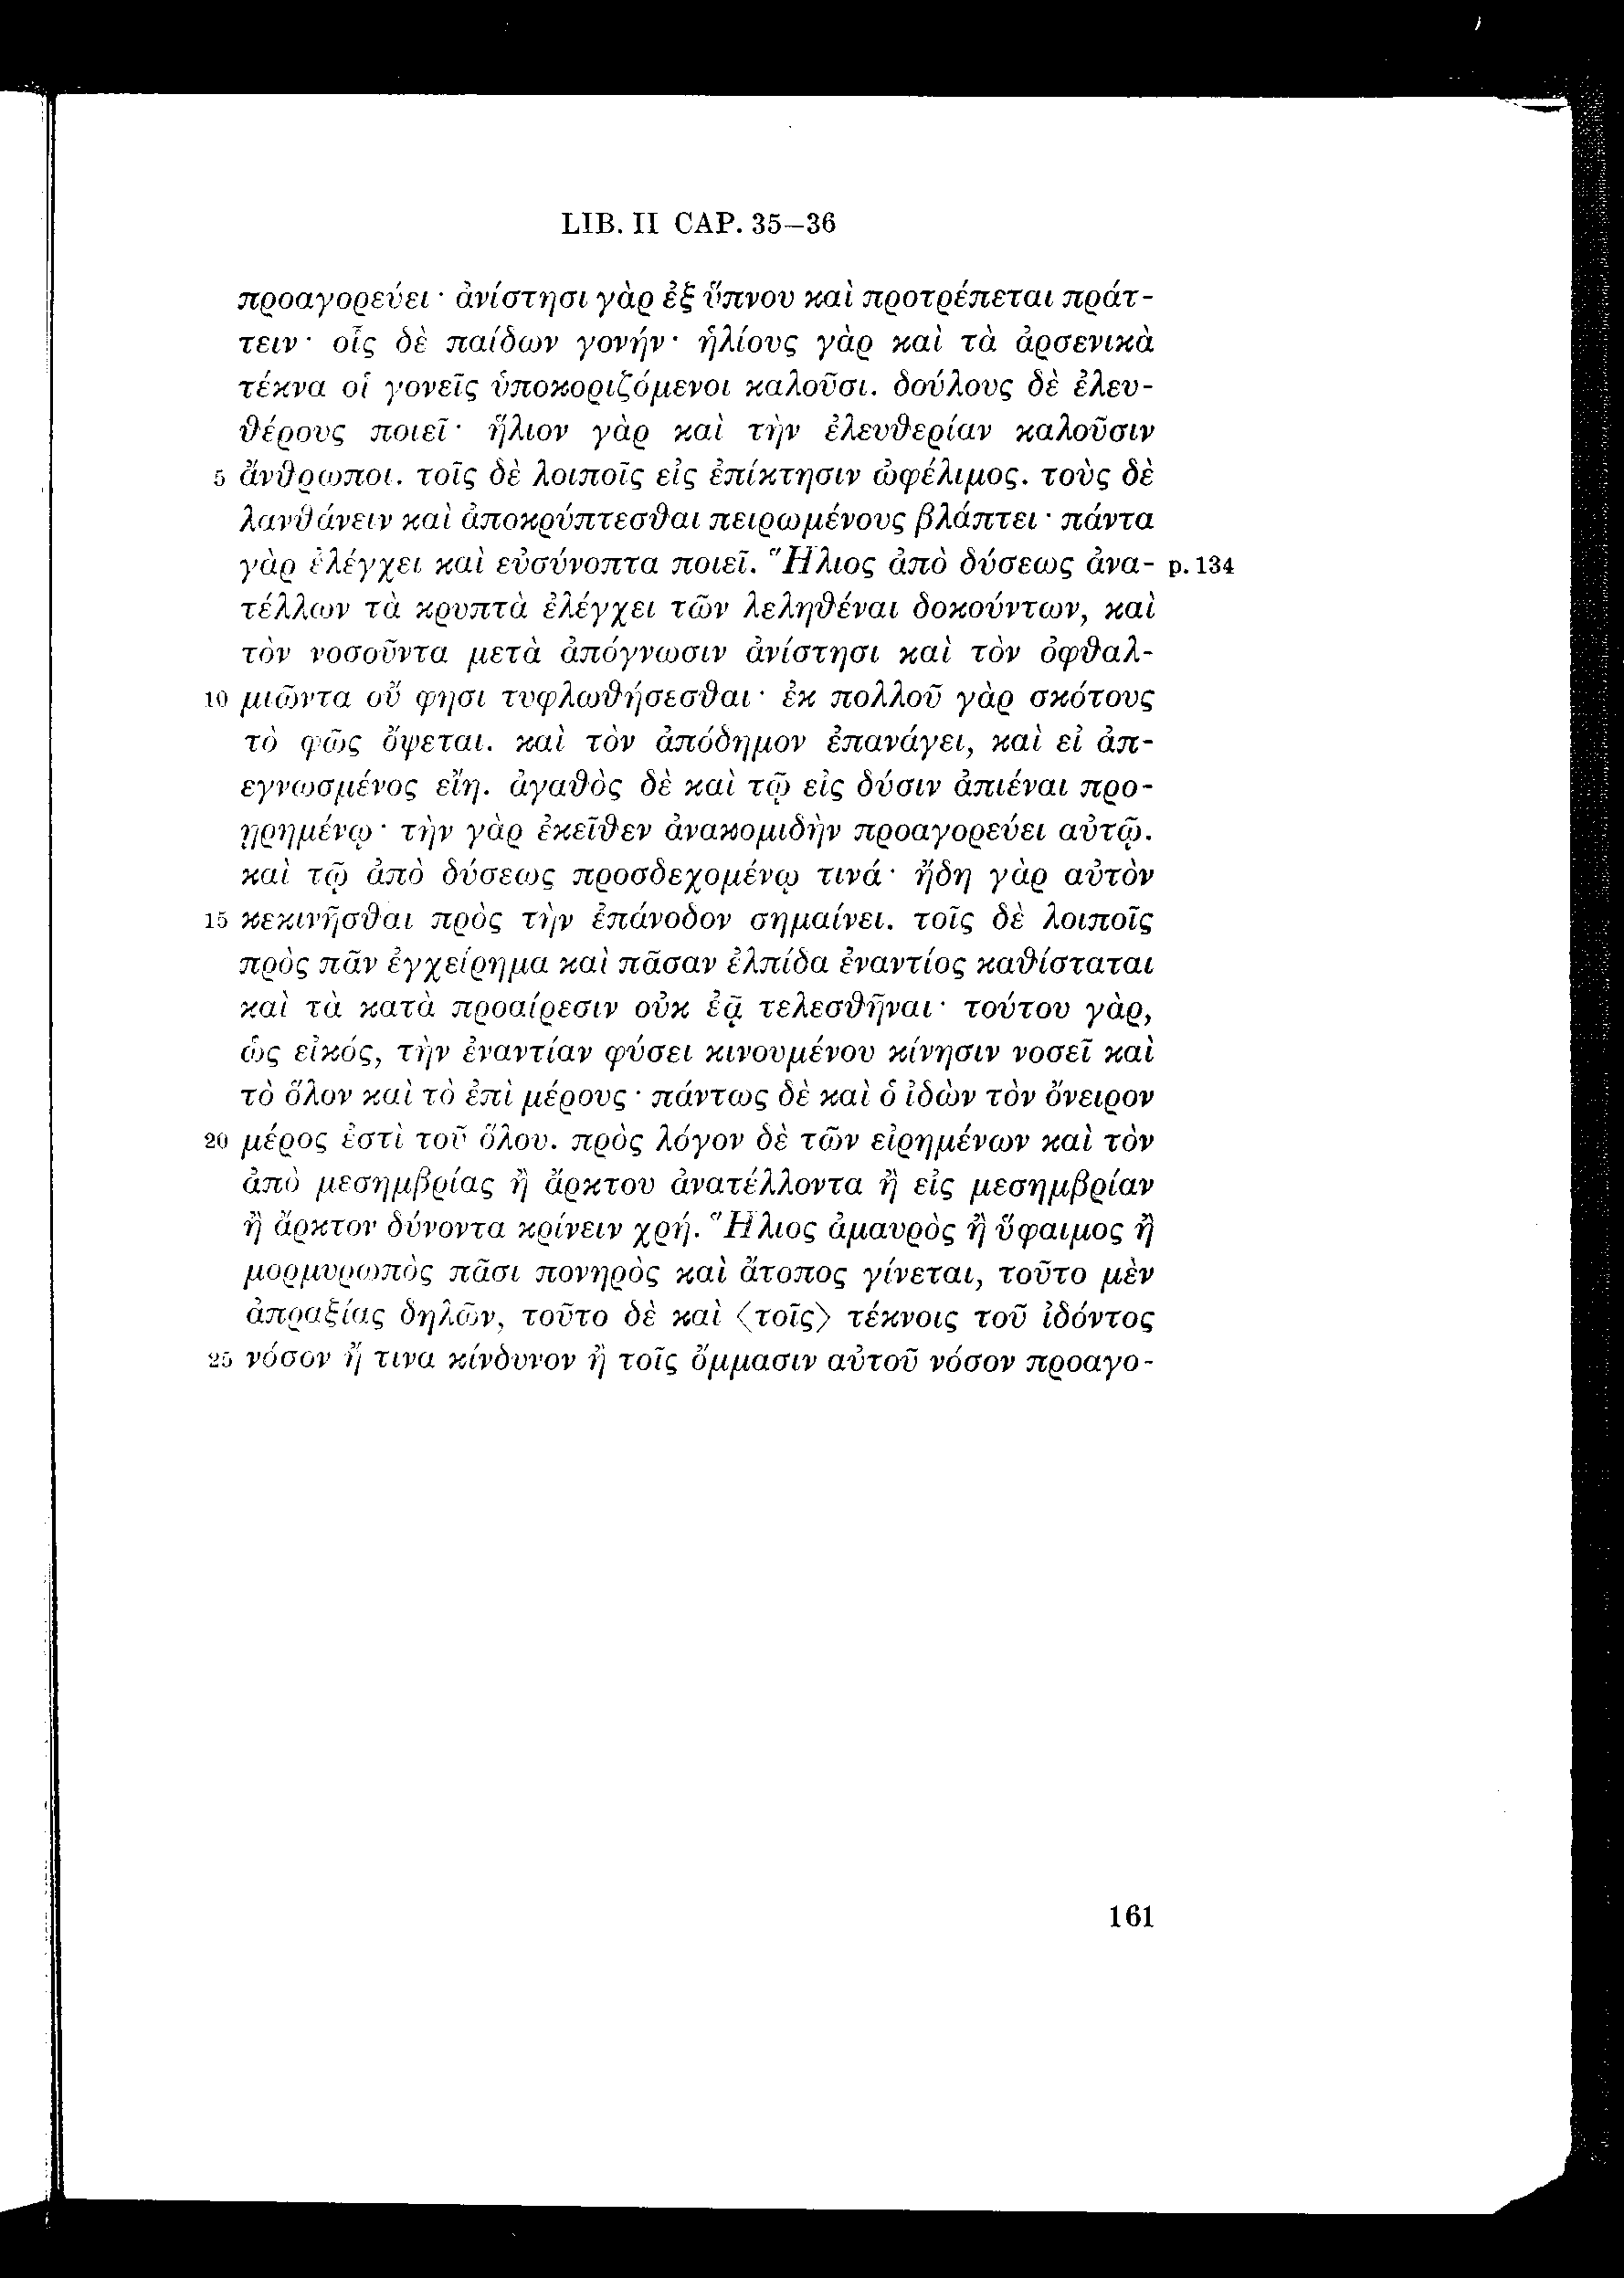 LIB. II CAP. 35–36
προαγορεύει· ἀνίστησι γὰρ ἐξ ὕπνου καὶ προτρέπεται πράτ-
τειν· οἷς δὲ παίδων γονήν· ἡλίους γὰρ καὶ τὰ ἀρσενικὰ
τέκνα οἱ γονεῖς ὑποκοριζόμενοι καλοῦσι. δούλους δὲ ἐλευ-
θέρους ποιεῖ· ἥλιον γὰρ καὶ τὴν ἐλευθερίαν καλοῦσιν
5 ἄνθρωποι. τοῖς δὲ λοιποῖς εἰς ἐπίκτησιν ὠφέλιμος. τοὺς δὲ
λανθάνειν καὶ ἀποκρύπτεσθαι πειρωμένους βλάπτει· πάντα
γὰρ ἐλέγχει καὶ εὐσύνοπτα ποιεῖ. Ἥλιος ἀπὸ δύσεως ἀνα- p. 134
τέλλων τὰ κρυπτὰ ἐλέγχει τῶν λεληθέναι δοκούντων, καὶ
τὸν νοσοῦντα μετὰ ἀπόγνωσιν ἀνίστησι καὶ τὸν ὀφθαλ-
10 μιῶντα οὔ φησι τυφλωθήσεσθαι· ἐκ πολλοῦ γὰρ σκότους
τὸ φῶς ὄψεται. καὶ τὸν ἀπόδημον ἐπανάγει, καὶ εἰ ἀπ-
εγνωσμένος εἴη. ἀγαθὸς δὲ καὶ τῷ εἰς δύσιν ἀπιέναι προ-
ῃρημένῳ· τὴν γὰρ ἐκεῖθεν ἀνακομιδὴν προαγορεύει αὐτῷ.
καὶ τῷ ἀπὸ δύσεως προσδεχομένῳ τινά· ἤδη γὰρ αὐτὸν
15 κεκινῆσθαι πρὸς τὴν ἐπάνοδον σημαίνει. τοῖς δὲ λοιποῖς
πρὸς πᾶν ἐγχείρημα καὶ πᾶσαν ἐλπίδα ἐναντίος καθίσταται
καὶ τὰ κατὰ προαίρεσιν οὐκ ἐᾷ τελεσθῆναι· τούτου γὰρ,
ὡς εἰκός, τὴν ἐναντίαν φύσει κινουμένου κίνησιν νοσεῖ καὶ
τὸ ὅλον καὶ τὸ ἐπὶ μέρους· πάντως δὲ καὶ ὁ ἰδὼν τὸν ὄνειρον
20 μέρος ἐστὶ τοῦ ὅλου. πρὸς λόγον δὲ τῶν εἰρημένων καὶ τὸν
ἀπὸ μεσημβρίας ἢ ἄρκτου ἀνατέλλοντα ἢ εἰς μεσημβρίαν
ἢ ἄρκτον δύνοντα κρίνειν χρή. Ἥλιος ἀμαυρὸς ἢ ὕφαιμος ἢ
μορμυρωπὸς πᾶσι πονηρὸς καὶ ἄτοπος γίνεται, τοῦτο μὲν
ἀπραξίας δηλῶν, τοῦτο δὲ καὶ ⟨τοῖς⟩ τέκνοις τοῦ ἰδόντος
25 νόσον ἤ τινα κίνδυνον ἢ τοῖς ὄμμασιν αὐτοῦ νόσον προαγο-
161